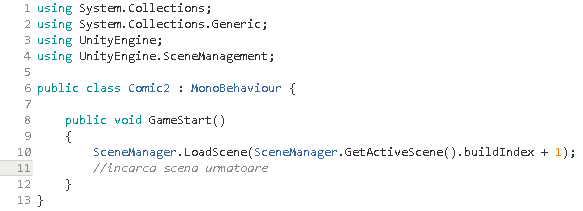 1 using System.Collections;
2 using System.Collections.Generic;
3 using UnityEngine;
4 using UnityEngine.SceneManagement;
5
6 public class Comic2 : MonoBehaviour {
7
8 public void GameStart()
9 {
10 SceneManager.LoadScene(SceneManager.GetActiveScene().buildIndex + 1);
11 //incarca scena urmatoare
12 }
13 }